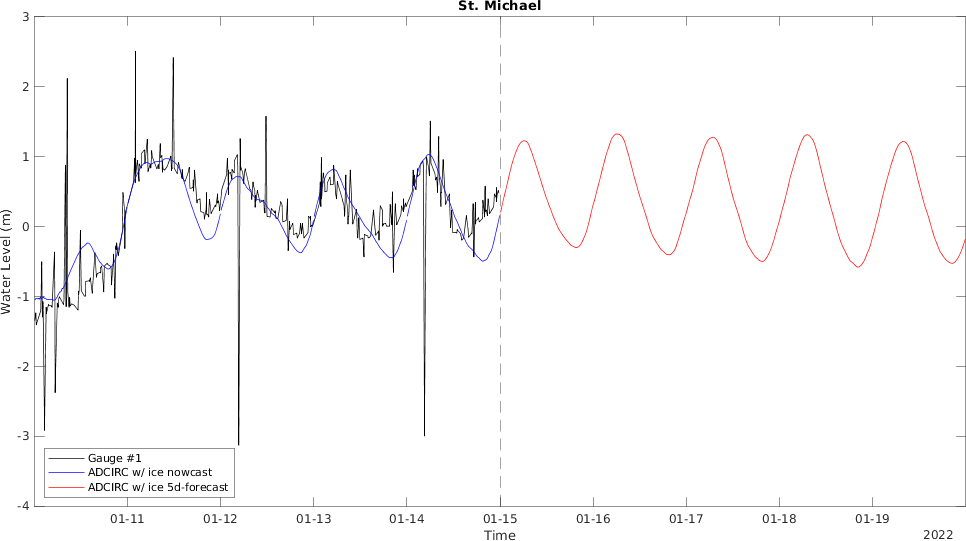 St. Michael
Water Level (m)
3
2
1
0
-1
-2
-3
-4
Gauge #1
ADCIRC w/ ice nowcast
ADCIRC w/ ice 5d-forecast
01-11 01-12 01-13 01-14 01-15 01-16 01-17 01-18 01-19
Time
2022